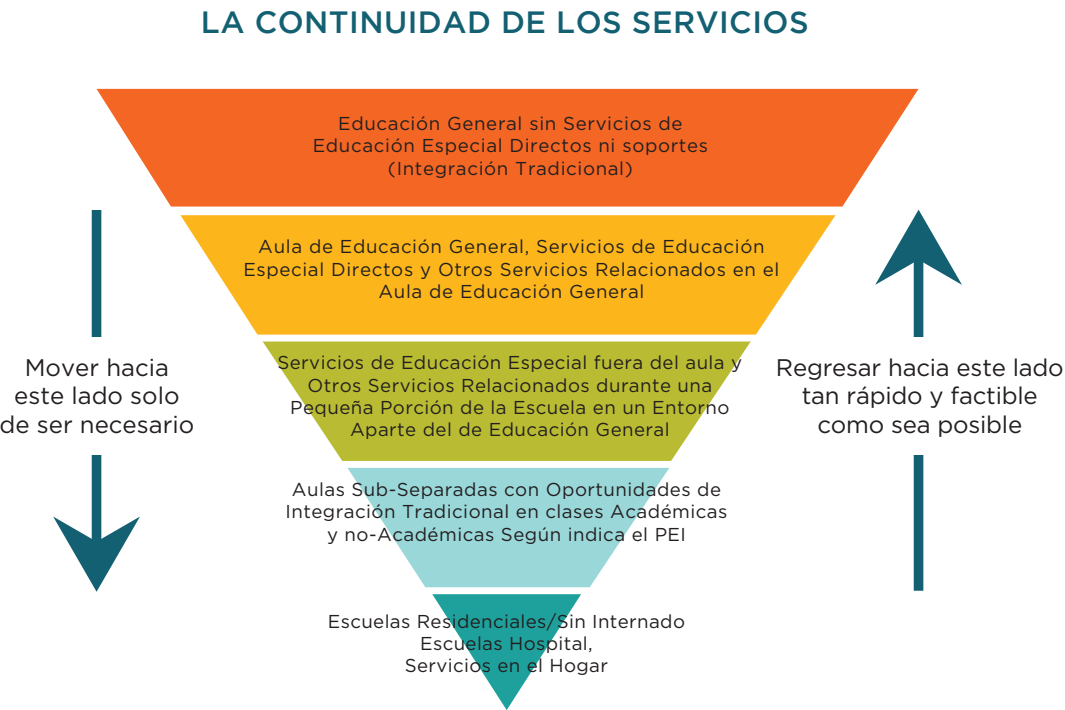 LA CONTINUIDAD DE LOS SERVICIOS
Educación General sin Servicios de
Educación Especial Directos ni soportes
(Integración Tradicional)
Aula de Educación General, Servicios de Educación
Especial Directos y Otros Servicios Relacionados en el
Aula de Educación General
Mover hacia
este lado solo
de ser necesario
Servicios de Educación Especial fuera del aula y
Otros Servicios Relacionados durante una
Pequeña Porción de la Escuela en un Entorno
Aparte del de Educación General
Regresar hacia este lado
tan rápido y factible
como sea posible
Aulas Sub-Separadas con Oportunidades de
Integración Tradicional en clases Académicas
y no-Académicas Según indica el PEI
Escuelas Residenciales/Sin Internado
Escuelas Hospital,
Servicios en el Hogar